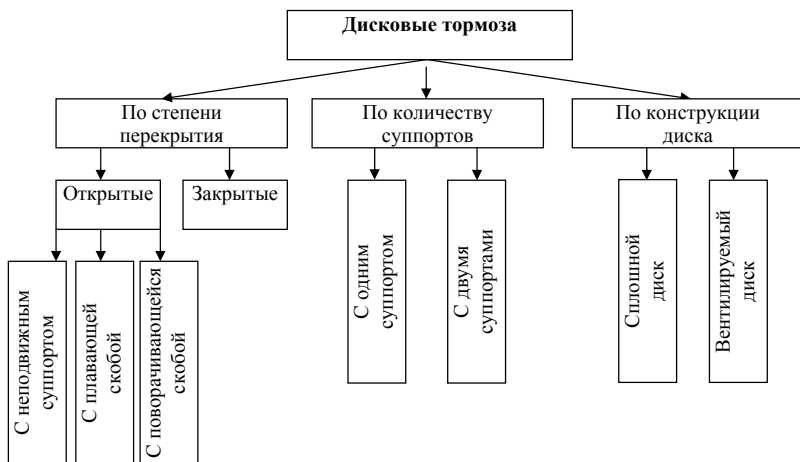 Дисковые тормоза
По степени
перекрытия
По количеству
суппортов
По конструкции
диска
Открытые
Закрытые
С неподвижным
суппортом
С плавающей
скобой
С поворачивающейся
скобой
С одним
суппортом
С двумя
суппортами
Сплошной
диск
Вентилируемый
диск